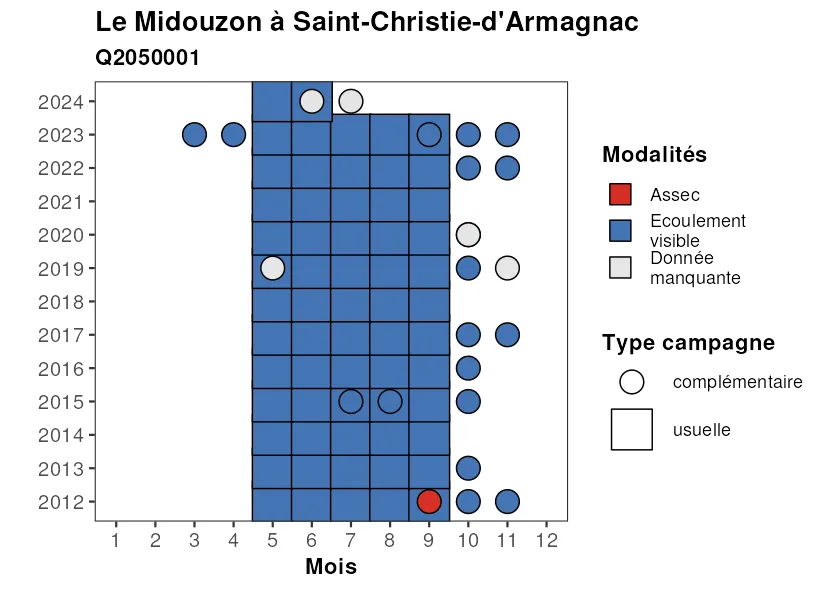 Le Midouzon à Saint-Christie-d'Armagnac
Q2050001
2024
2023
2022
2021
2020
2019
2018
2017
2016
2015
2014
2013
2012
1 2 3 4 5 6 7 8 9 10 11 12
Mois
Modalités
Assec
Ecoulement
visible
Donnée
manquante
Type campagne
complémentaire
usuelle